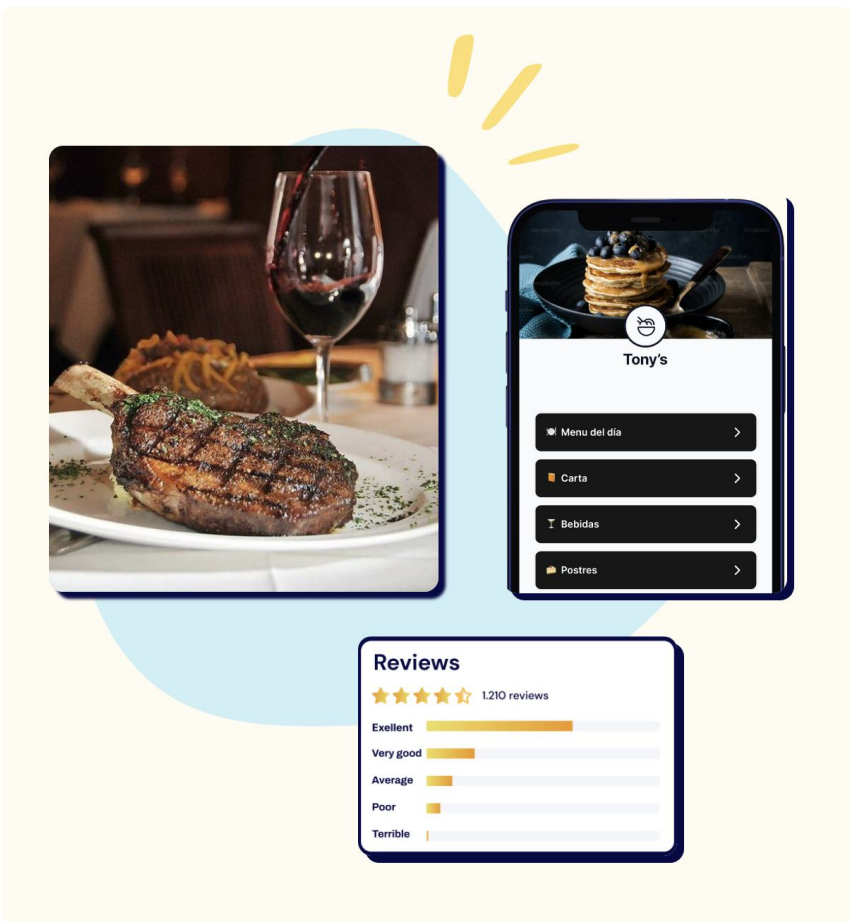 Tony's
Menu del día
Carta
Bebidas
Postres
Reviews
1.210 reviews
Exellent
Very good
Average
Poor
Terrible